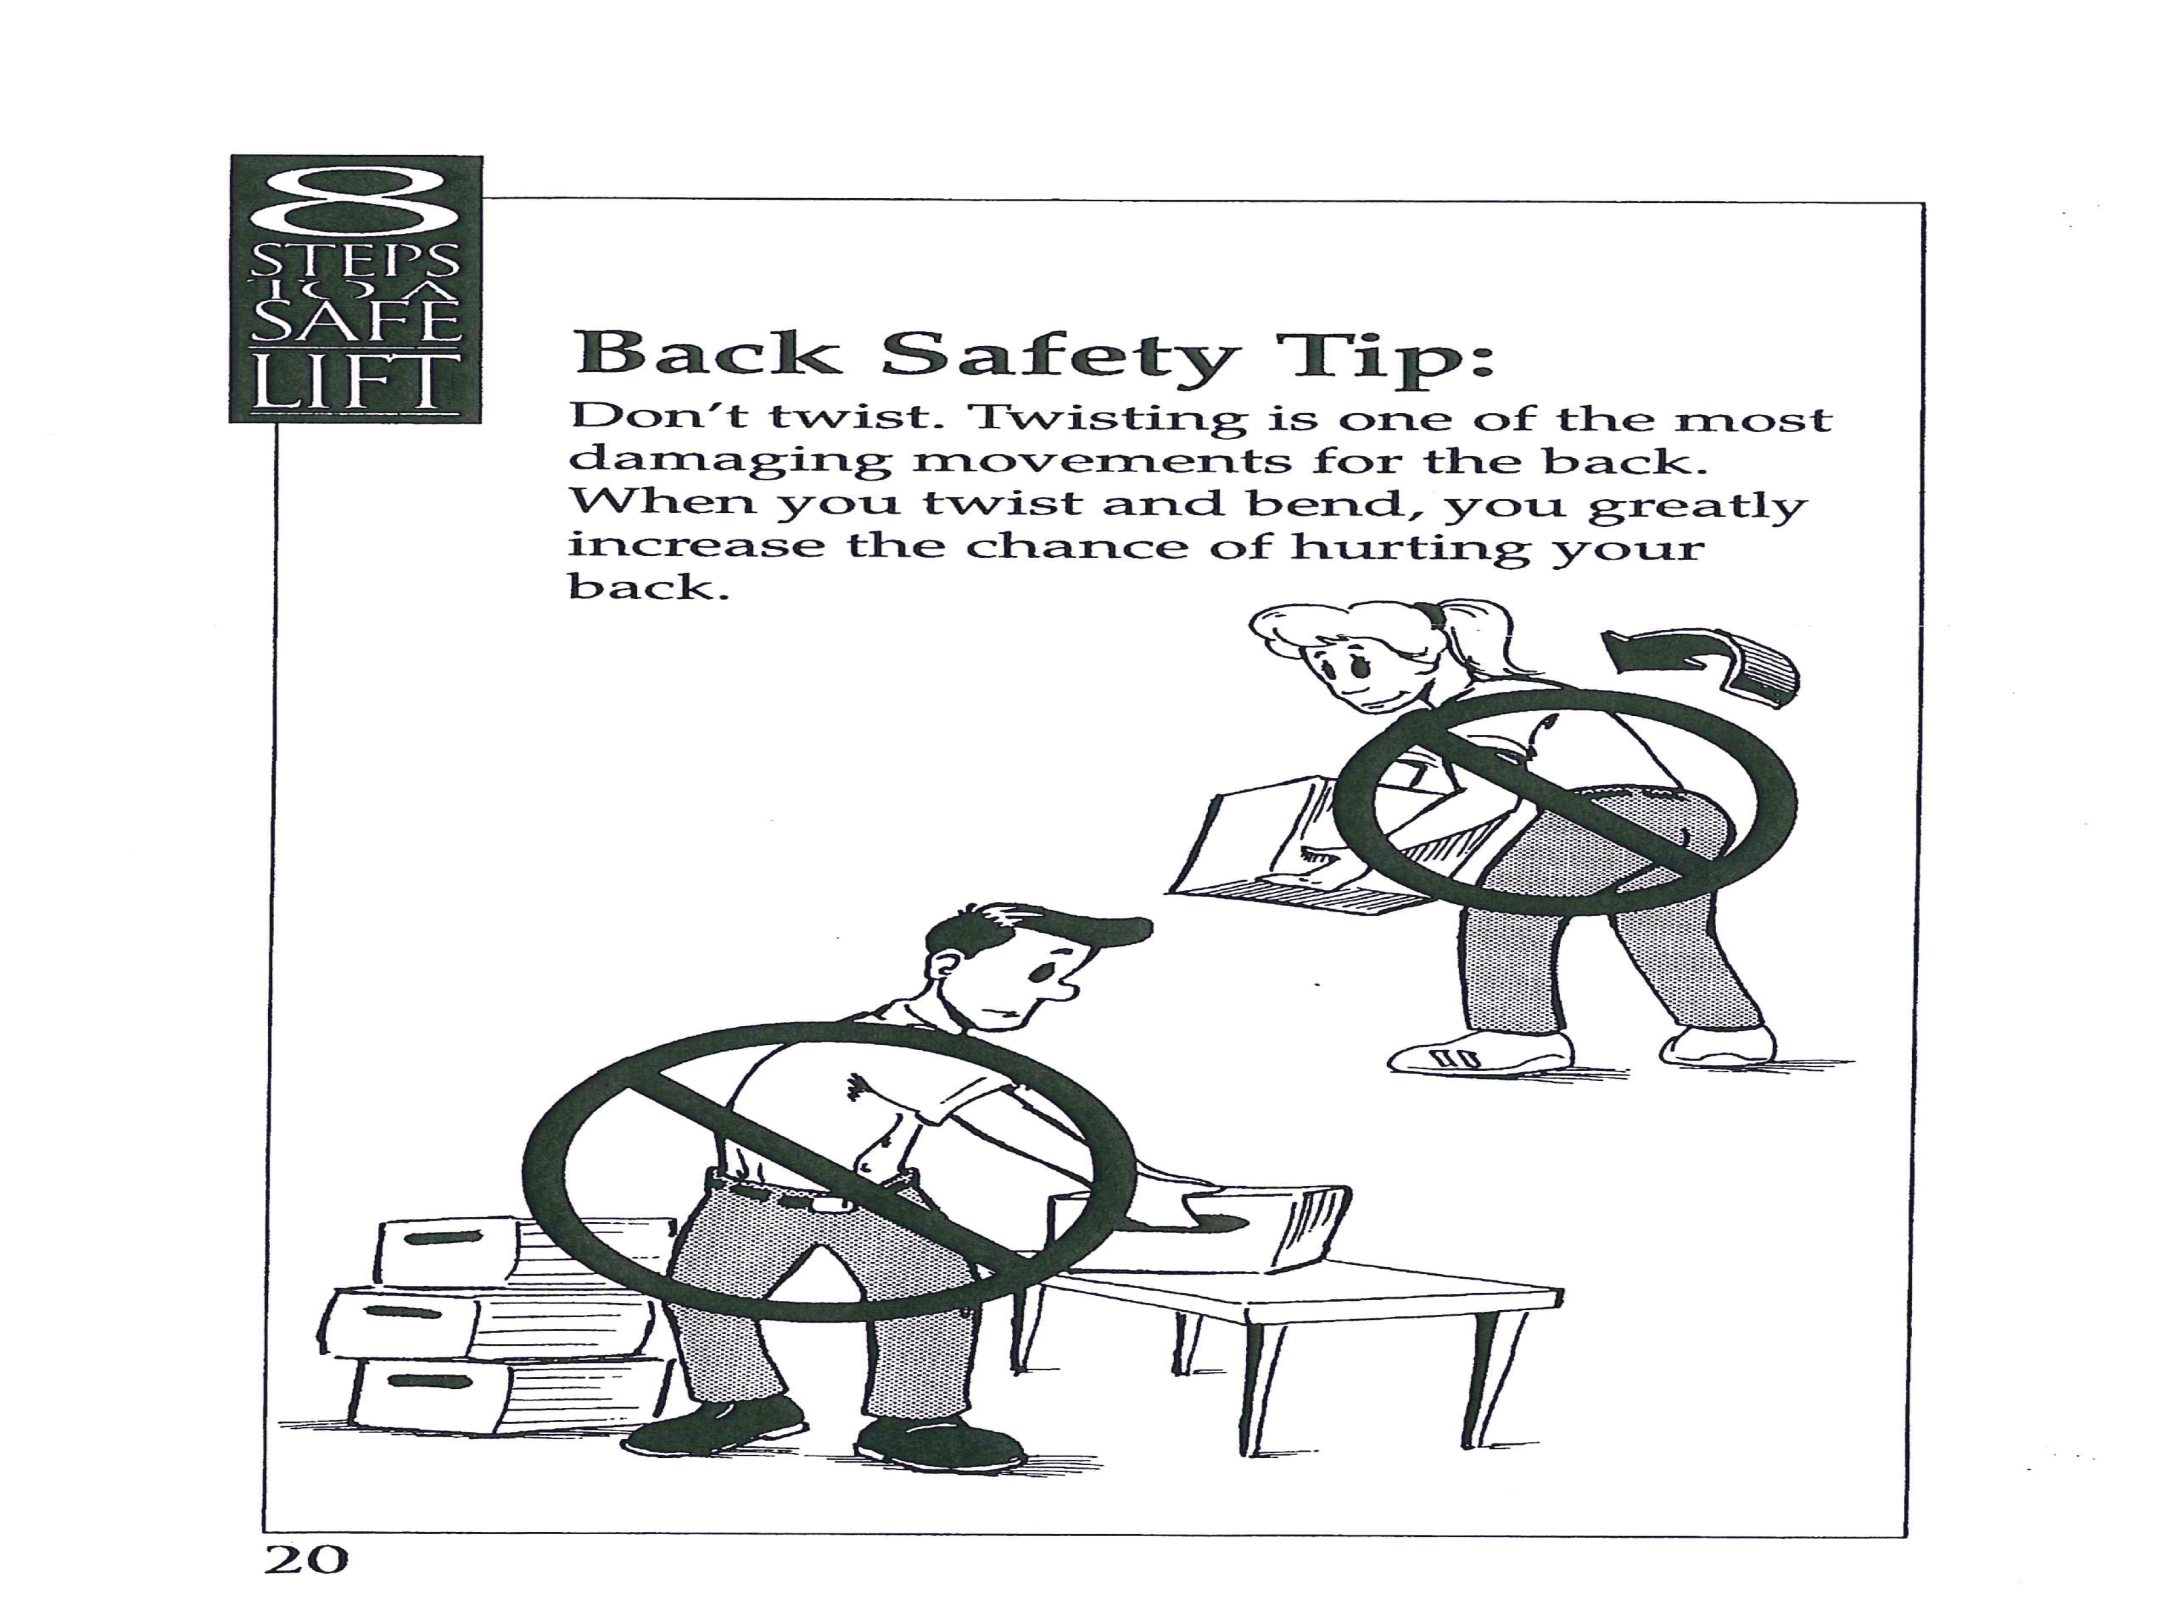 8
STEPS
TO A
SAFE
LIFT
Back Safety Tip:
Don't twist. Twisting is one of the most
damaging movements for the back.
When you twist and bend, you greatly
increase the chance of hurting your
back.
20